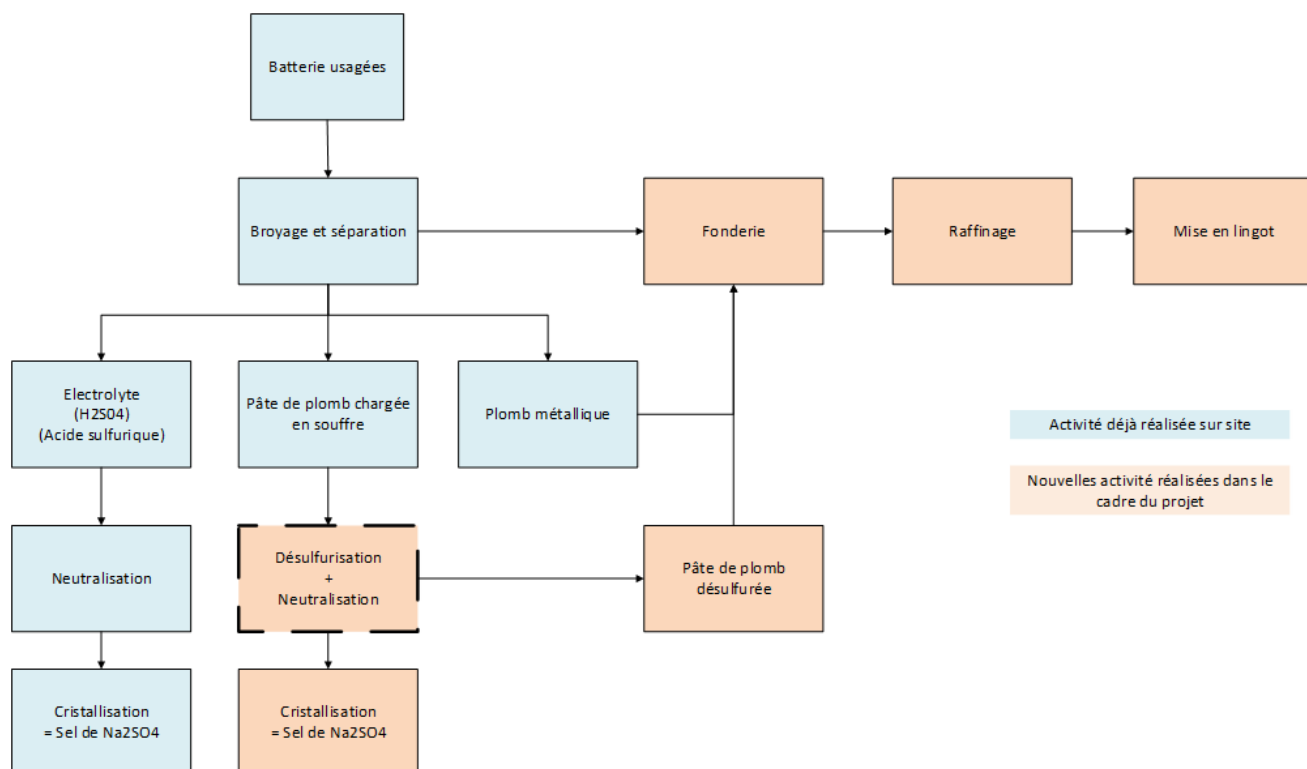 Batterie usagées
Broyage et séparation
Fonderie
Raffinage
Mise en lingot
Electrolyte
(H2S04)
(Acide sulfurique)
Pâte de plomb chargée
en souffre
Plomb métallique
Activité déjà réalisée sur site
Nouvelles activité réalisées dans le
cadre du projet
Neutralisation
Désulfurisation
+
Neutralisation
Pâte de plomb
désulfurée
Cristallisation
= Sel de Na2SO4
Cristallisation
= Sel de Na2SO4